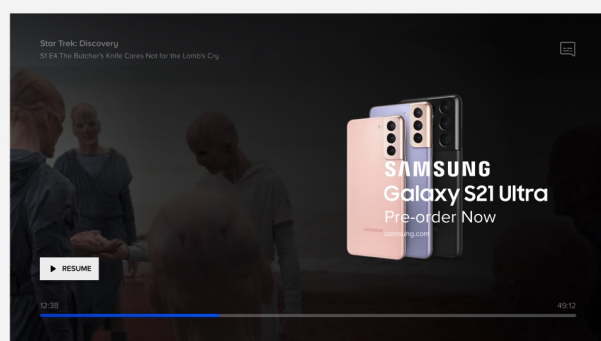 Star Trek: Discovery
S1 E4 The Butcher's Knife Cares Not for the Lamb's Cry
SAMSUNG
Galaxy S21 Ultra
Pre-order Now
samsung.com
RESUME
12:38
49:12